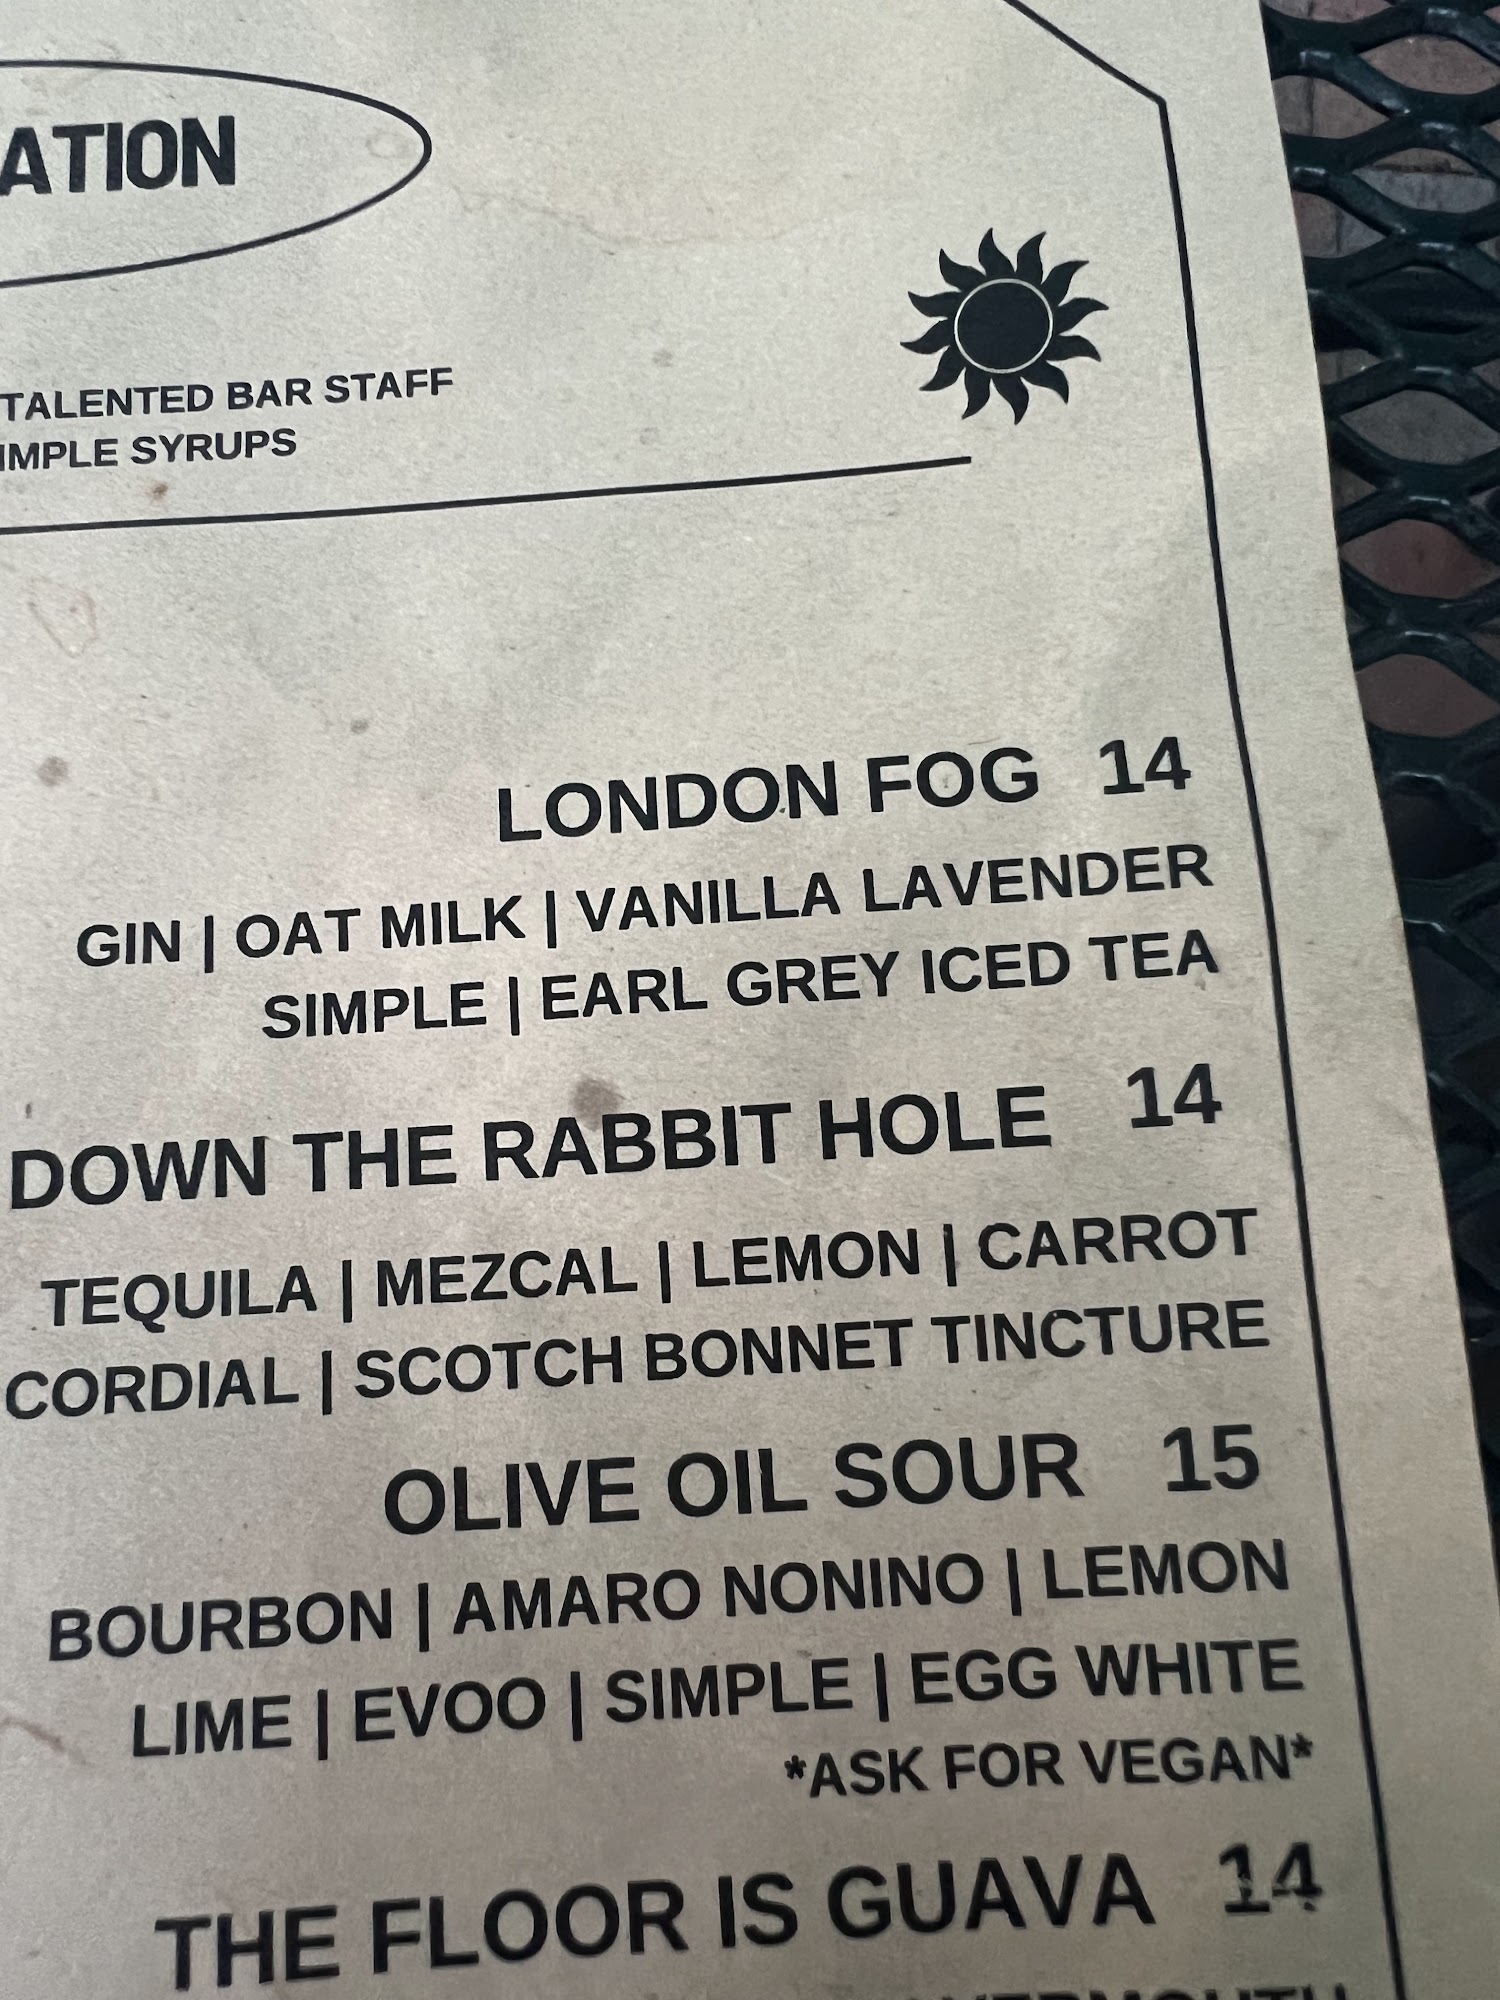 ATION
TALENTED BAR STAFF
IMPLE SYRUPS
LONDON FOG 14
GIN | OAT MILK | VANILLA LAVENDER
SIMPLE | EARL GREY ICED TEA
DOWN THE RABBIT HOLE 14
TEQUILA | MEZCAL | LEMON | CARROT
CORDIAL | SCOTCH BONNET TINCTURE
OLIVE OIL SOUR 15
BOURBON | AMARO NONINO | LEMON
LIME | EVOO | SIMPLE | EGG WHITE
*ASK FOR VEGAN*
THE FLOOR IS GUAVA 14